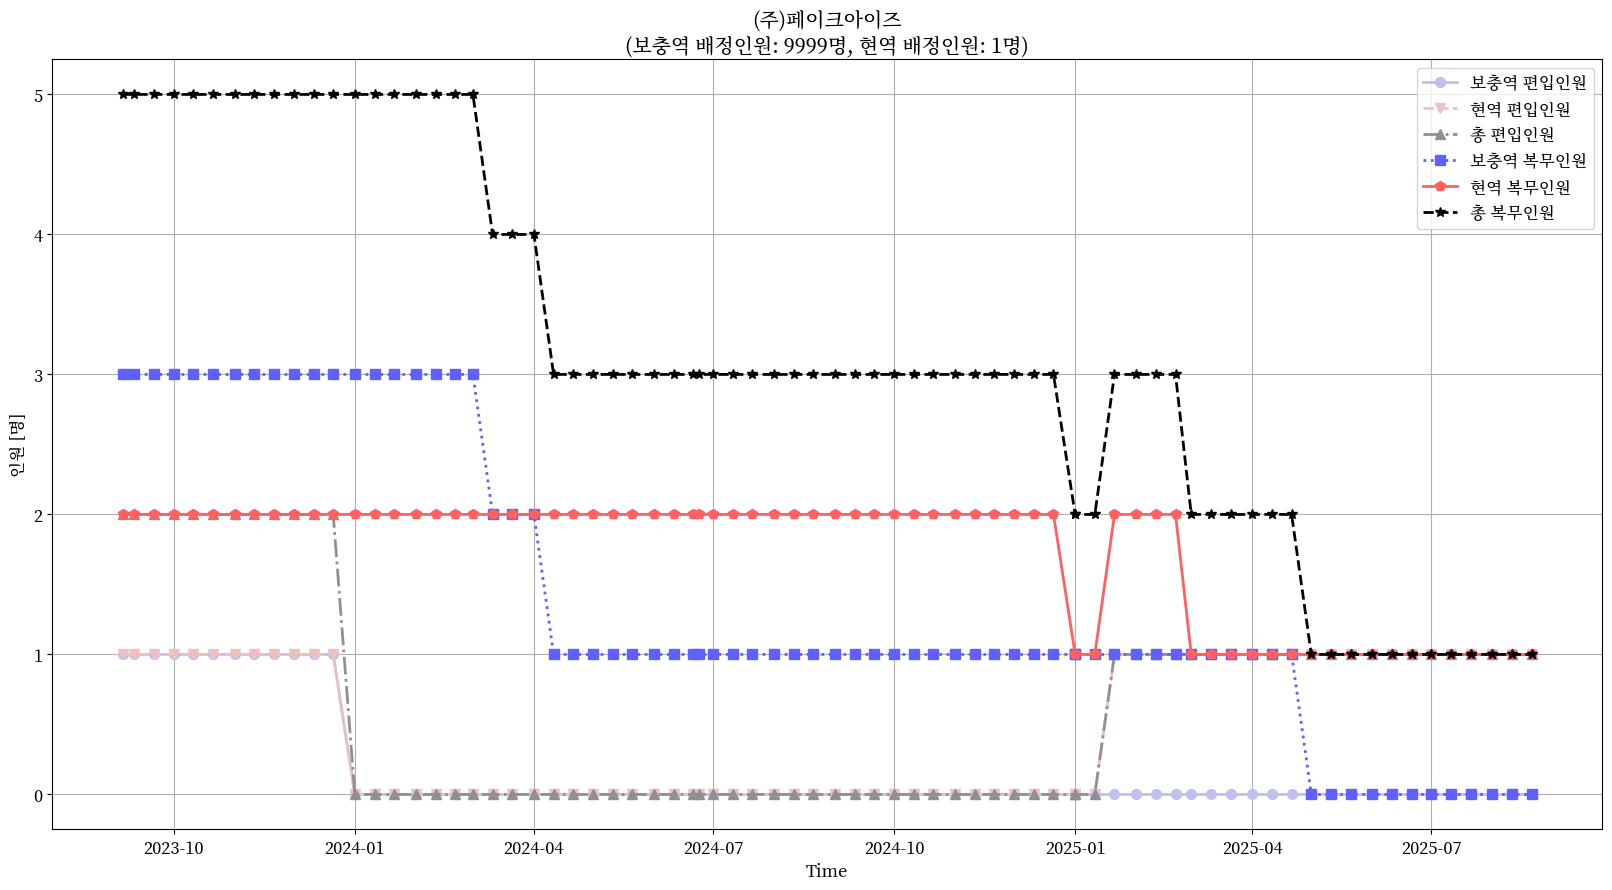 (주)페이크아이즈
(보충역 배정인원: 9999명, 현역 배정인원: 1명)
보충역 편입인원
현역 편입인원
총 편입인원
보충역 복무인원
현역 복무인원
총 복무인원
5
4
3
2
1
0
인원 [명]
2023-10
2024-01
2024-04
2024-07
2024-10
2025-01
2025-04
2025-07
Time